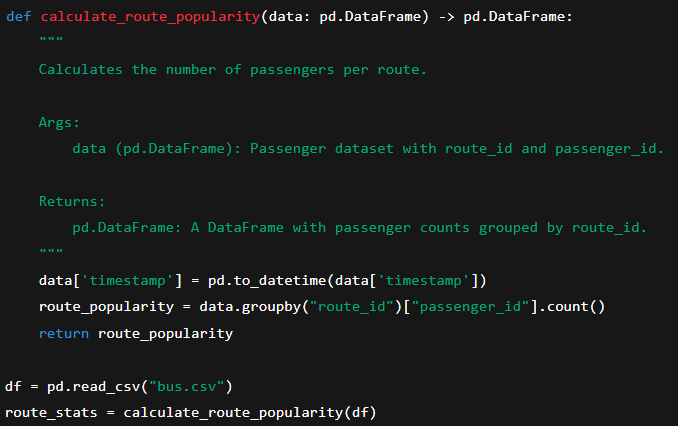 def calculate_route_popularity(data: pd.DataFrame) -> pd.DataFrame:
    """
    Calculates the number of passengers per route.

    Args:
        data (pd.DataFrame): Passenger dataset with route_id and passenger_id.

    Returns:
        pd.DataFrame: A DataFrame with passenger counts grouped by route_id.
    """
    data['timestamp'] = pd.to_datetime(data['timestamp'])
    route_popularity = data.groupby("route_id")["passenger_id"].count()
    return route_popularity

df = pd.read_csv("bus.csv")
route_stats = calculate_route_popularity(df)